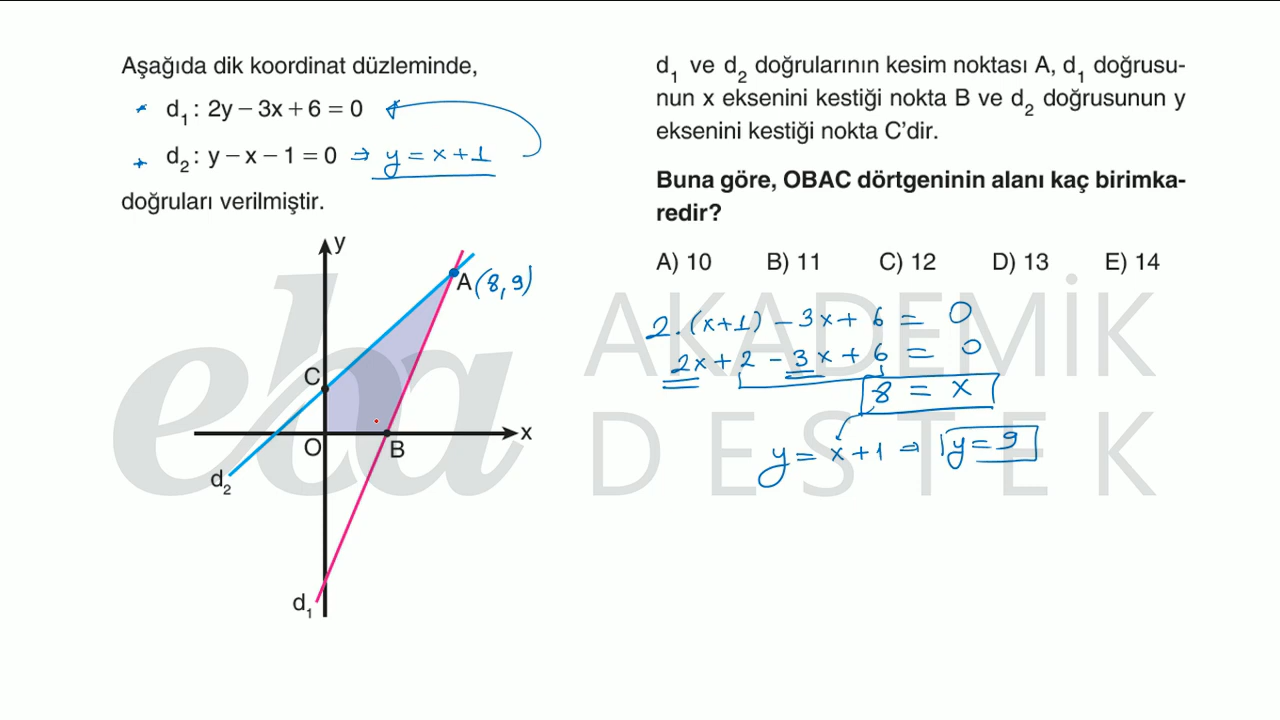 Aşağıda dik koordinat düzleminde,
d1 : 2y – 3x + 6 = 0
d2 : y – x – 1 = 0 ⇒ y = x + 1
doğruları verilmiştir.
y
A (8, 9)
C
O
B
x
d2
d1
d1 ve d2 doğrularının kesim noktası A, d1 doğrusu-
nun x eksenini kestiği nokta B ve d2 doğrusunun y
eksenini kestiği nokta C'dir.
Buna göre, OBAC dörtgeninin alanı kaç birimka-
redir?
A) 10 B) 11 C) 12 D) 13 E) 14
2.(x+1) – 3x + 6 = 0
2x + 2 – 3x + 6 = 0
8 = x
y = x + 1 ⇒ y = 9
eba
AKADEMİK
DESTEK